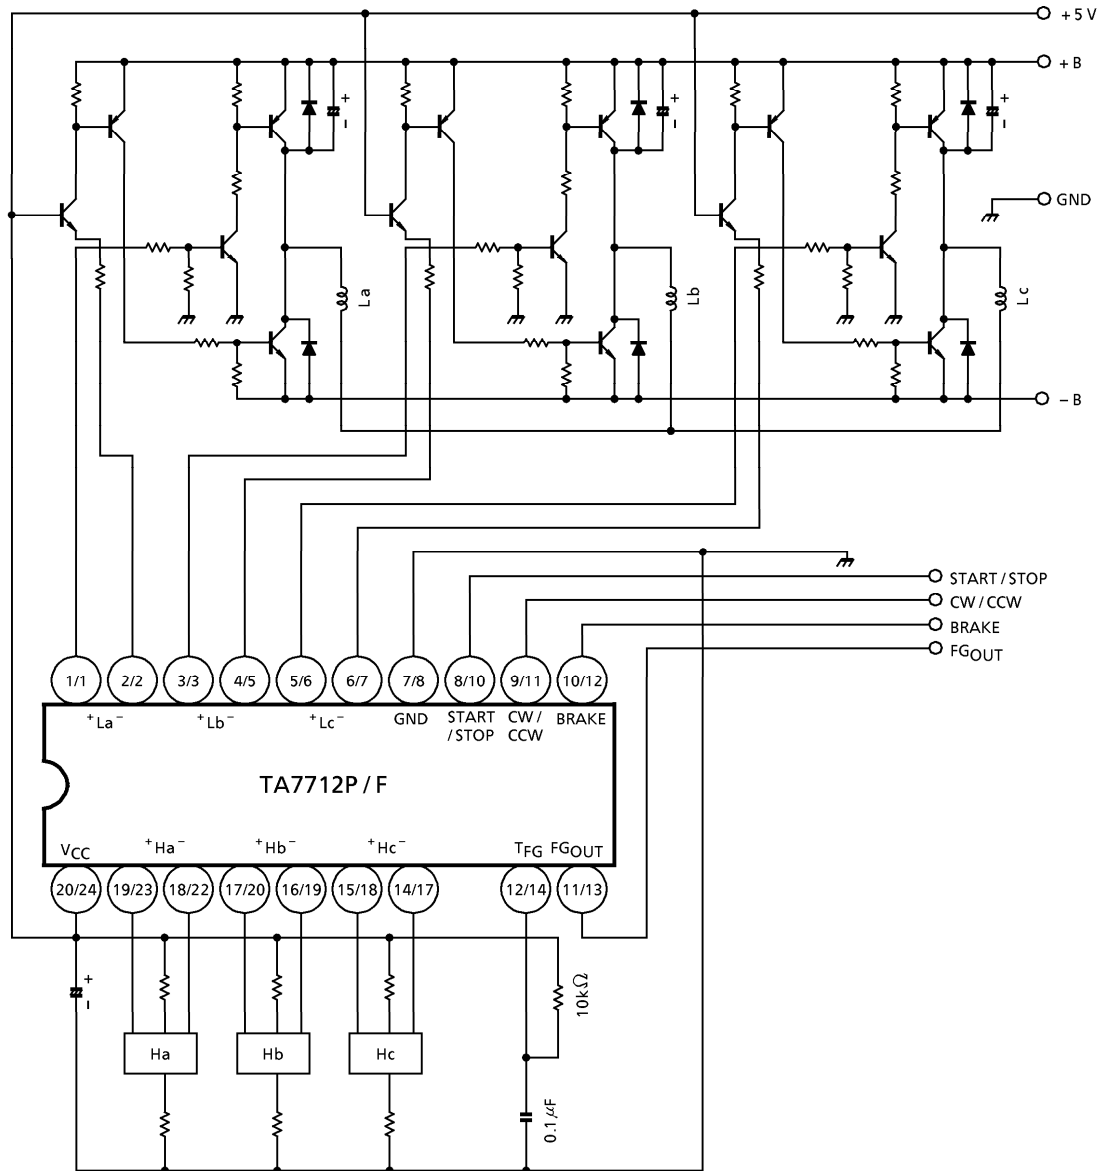 +5V
+B
+
−
+
−
+
−
GND
La
Lb
Lc
−B
START/STOP
CW/CCW
BRAKE
FGOUT
1/1
2/2
3/3
4/5
5/6
6/7
7/8
8/10
9/11
10/12
+La−
+Lb−
+Lc−
GND
START
/STOP
CW/
CCW
BRAKE
TA7712P/F
VCC
+Ha−
+Hb−
+Hc−
TFG
FGOUT
20/24
19/23
18/22
17/20
16/19
15/18
14/17
12/14
11/13
+
−
10kΩ
Ha
Hb
Hc
0.1μF